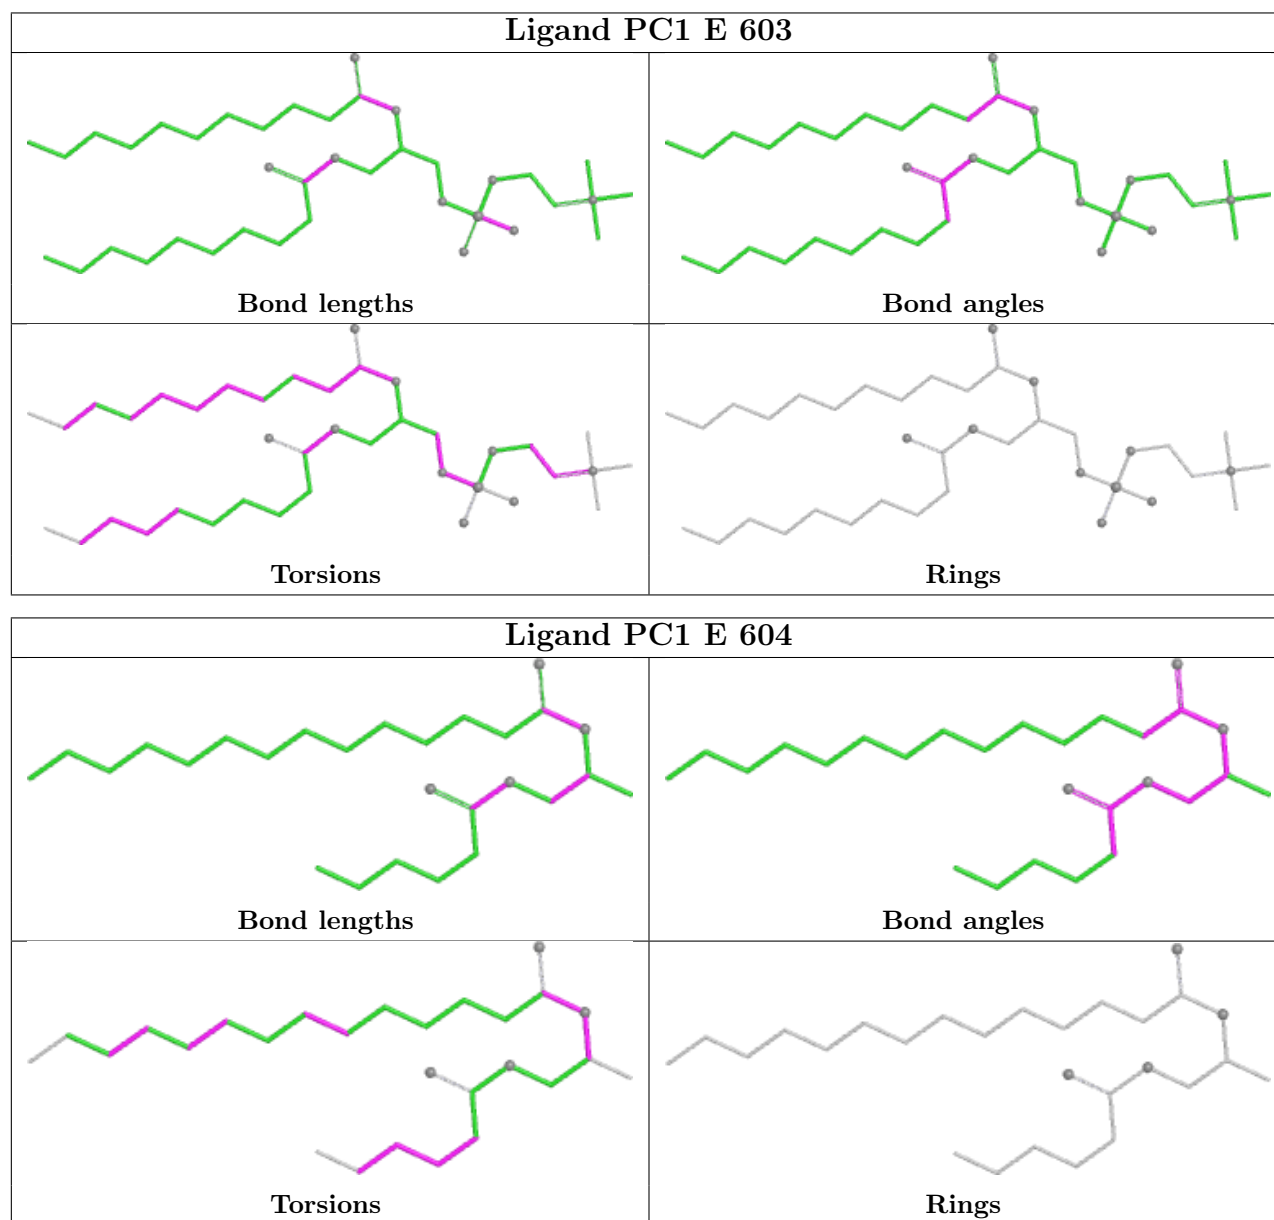 Ligand PC1 E 603
Bond lengths
Bond angles
Torsions
Rings
Ligand PC1 E 604
Bond lengths
Bond angles
Torsions
Rings